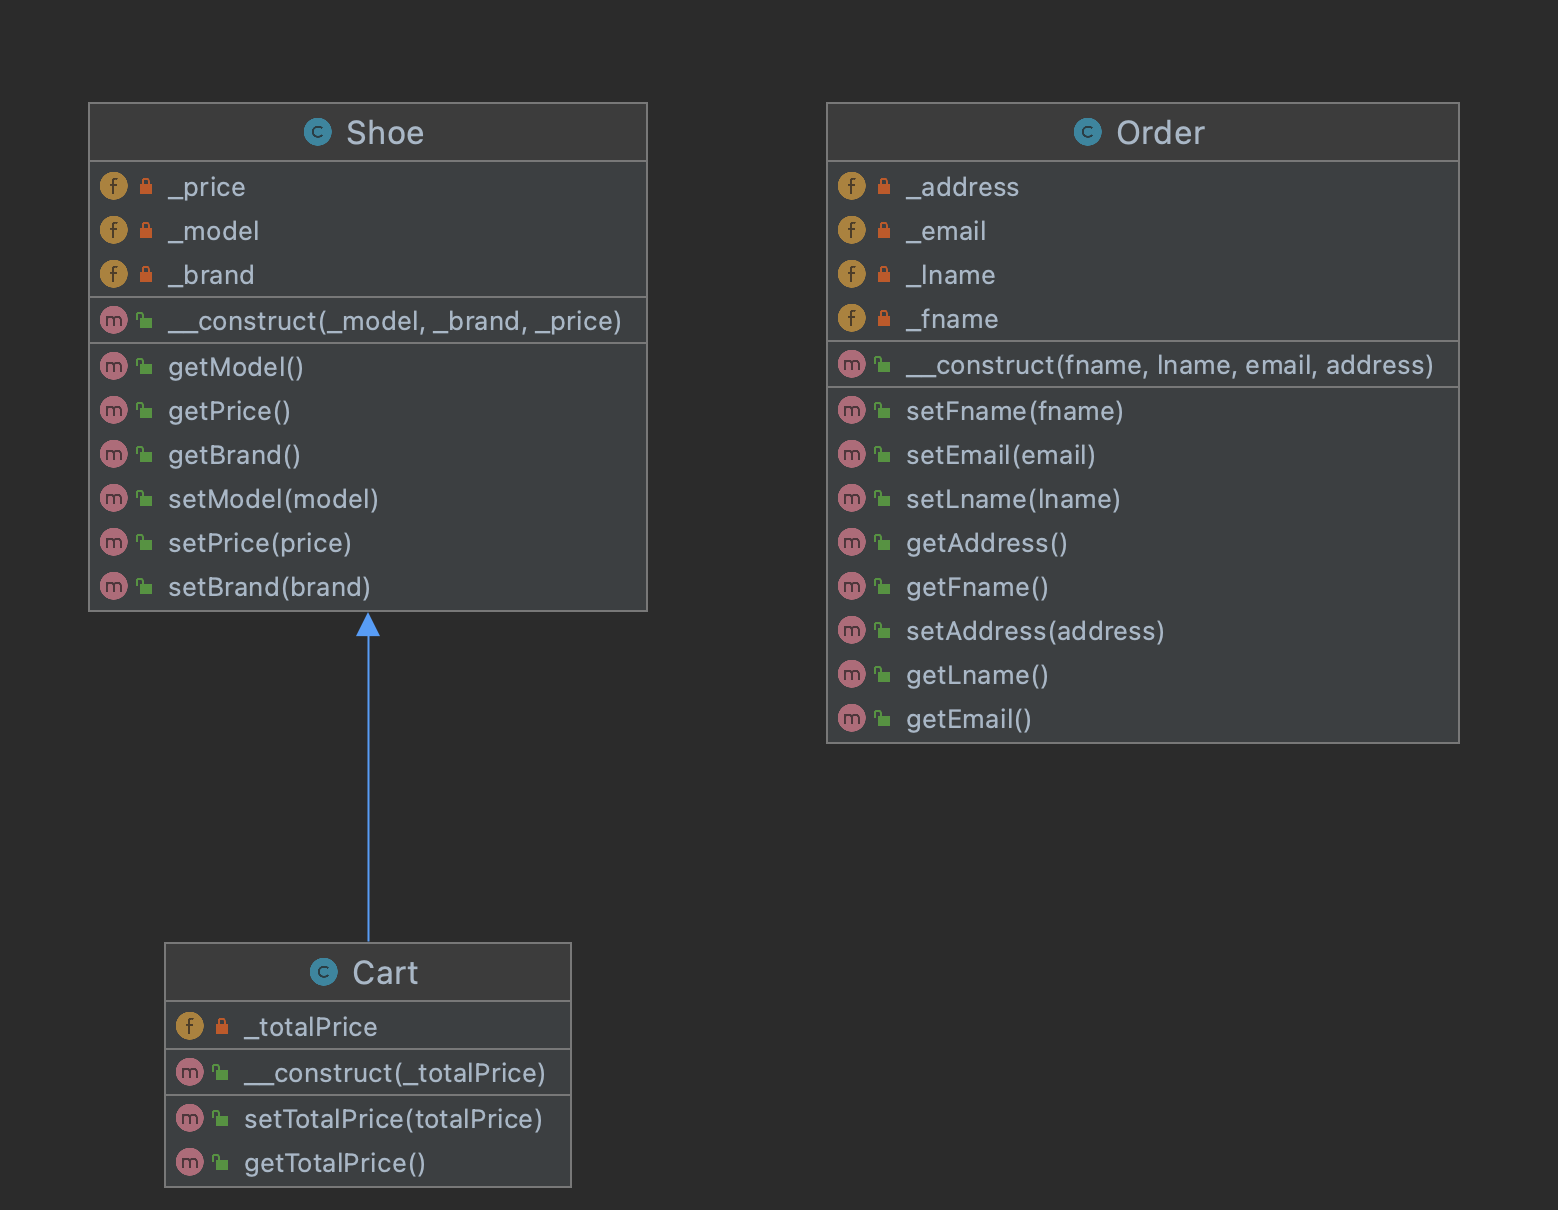 Shoe
_price
_model
_brand
__construct(_model, _brand, _price)
getModel()
getPrice()
getBrand()
setModel(model)
setPrice(price)
setBrand(brand)
Order
_address
_email
_lname
_fname
__construct(fname, lname, email, address)
setFname(fname)
setEmail(email)
setLname(lname)
getAddress()
getFname()
setAddress(address)
getLname()
getEmail()
Cart
_totalPrice
__construct(_totalPrice)
setTotalPrice(totalPrice)
getTotalPrice()